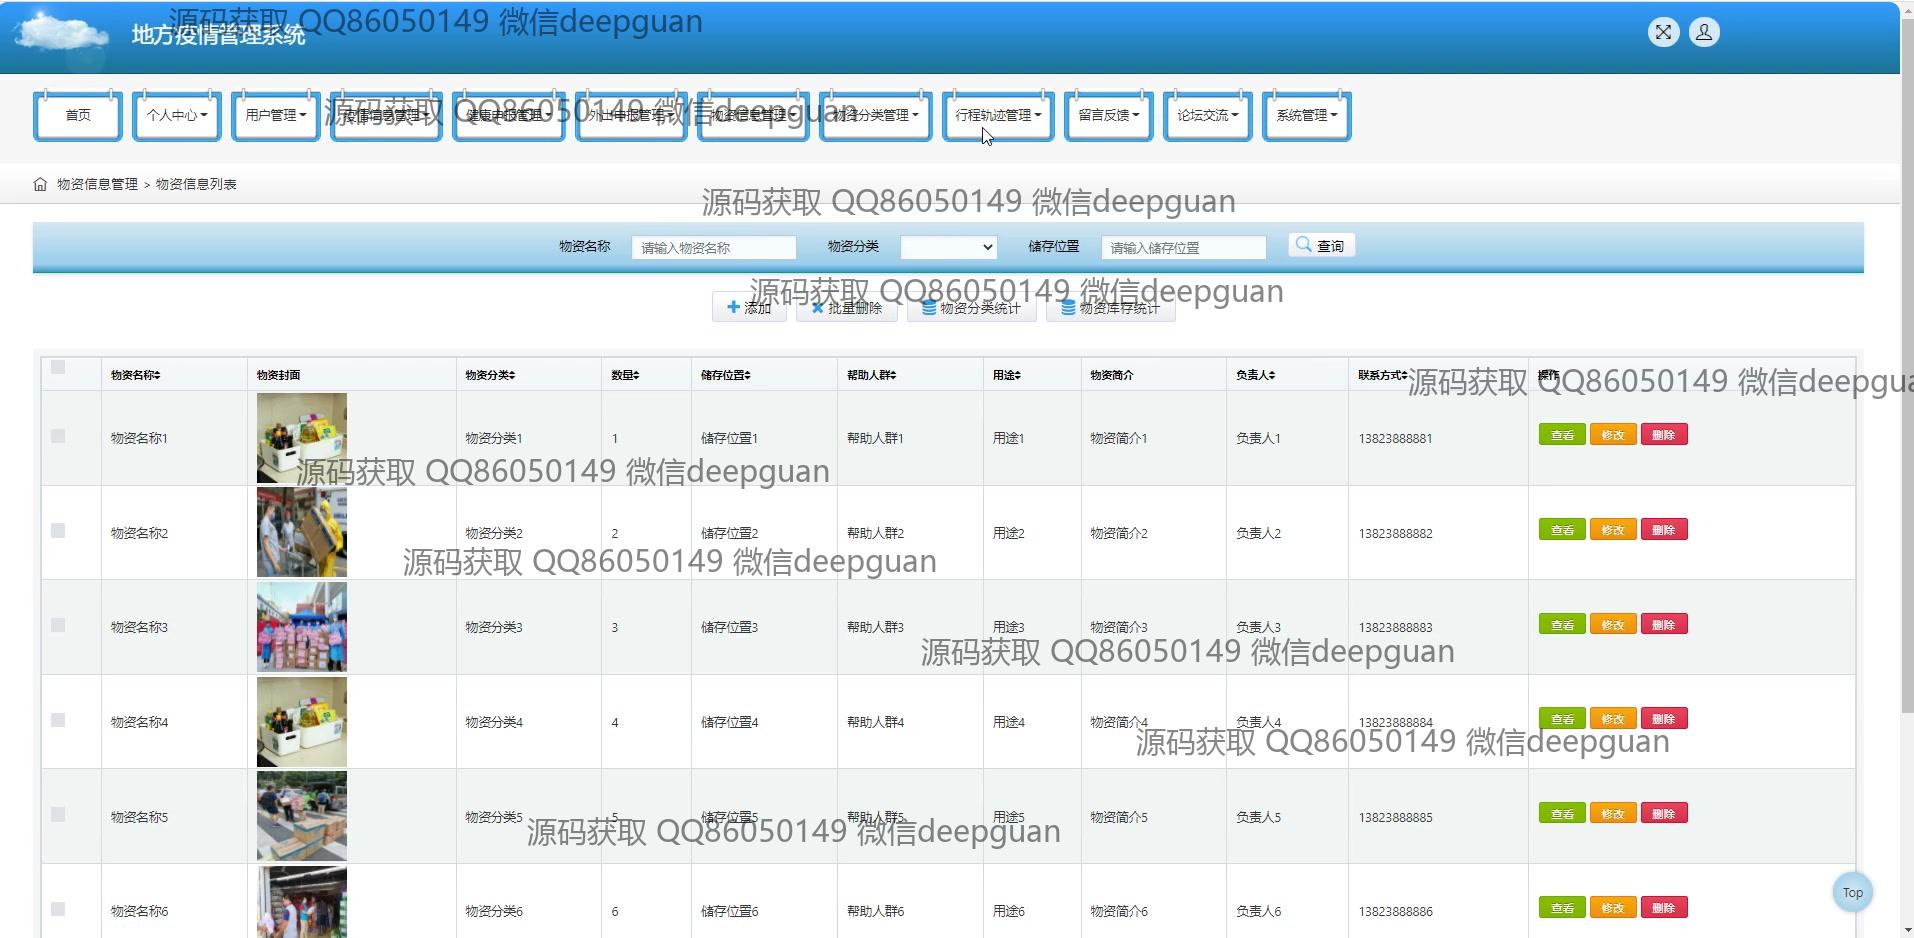 源码获取 QQ86050149 微信deepguan
地方疫情管理系统
首页 个人中心 用户管理 疫情信息管理 健康申报管理 外出申报管理 物资信息管理 物资分类管理 行程轨迹管理 留言反馈 论坛交流 系统管理
源码获取 QQ86050149 微信deepguan
物资信息管理 > 物资信息列表
源码获取 QQ86050149 微信deepguan
物资名称 请输入物资名称 物资分类 储存位置 请输入储存位置 查询
源码获取 QQ86050149 微信deepguan
添加 批量删除 物资分类统计 物资库存统计
物资名称 物资封面 物资分类 数量 储存位置 帮助人群 用途 物资简介 负责人 联系方式 操作
源码获取 QQ86050149 微信deepgua
物资名称1 物资分类1 1 储存位置1 帮助人群1 用途1 物资简介1 负责人1 13823888881 查看 修改 删除
源码获取 QQ86050149 微信deepguan
物资名称2 物资分类2 2 储存位置2 帮助人群2 用途2 物资简介2 负责人2 13823888882 查看 修改 删除
源码获取 QQ86050149 微信deepguan
物资名称3 物资分类3 3 储存位置3 帮助人群3 用途3 物资简介3 负责人3 13823888883 查看 修改 删除
源码获取 QQ86050149 微信deepguan
物资名称4 物资分类4 4 储存位置4 帮助人群4 用途4 物资简介4 负责人4 13823888884 查看 修改 删除
源码获取 QQ86050149 微信deepguan
物资名称5 物资分类5 5 储存位置5 帮助人群5 用途5 物资简介5 负责人5 13823888885 查看 修改 删除
源码获取 QQ86050149 微信deepguan
Top
物资名称6 物资分类6 6 储存位置6 帮助人群6 用途6 物资简介6 负责人6 13823888886 查看 修改 删除